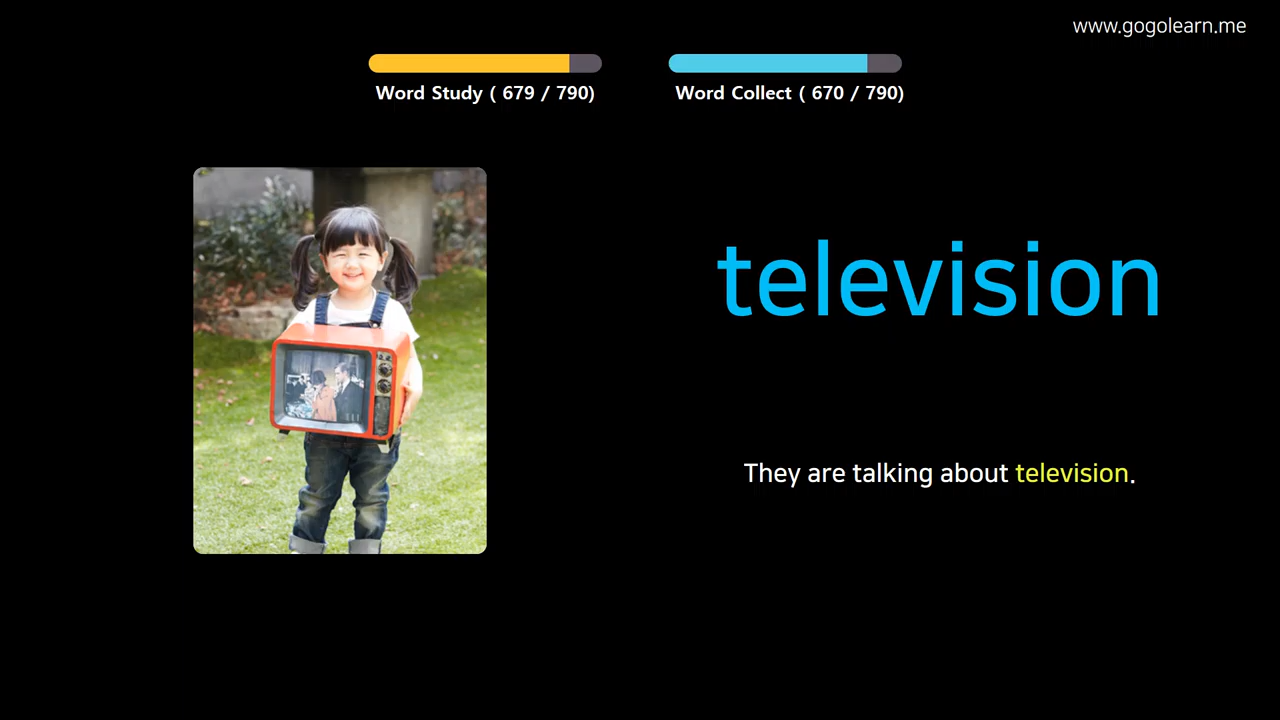 www.gogolearn.me
Word Study ( 679 / 790)
Word Collect ( 670 / 790)
television
They are talking about television.